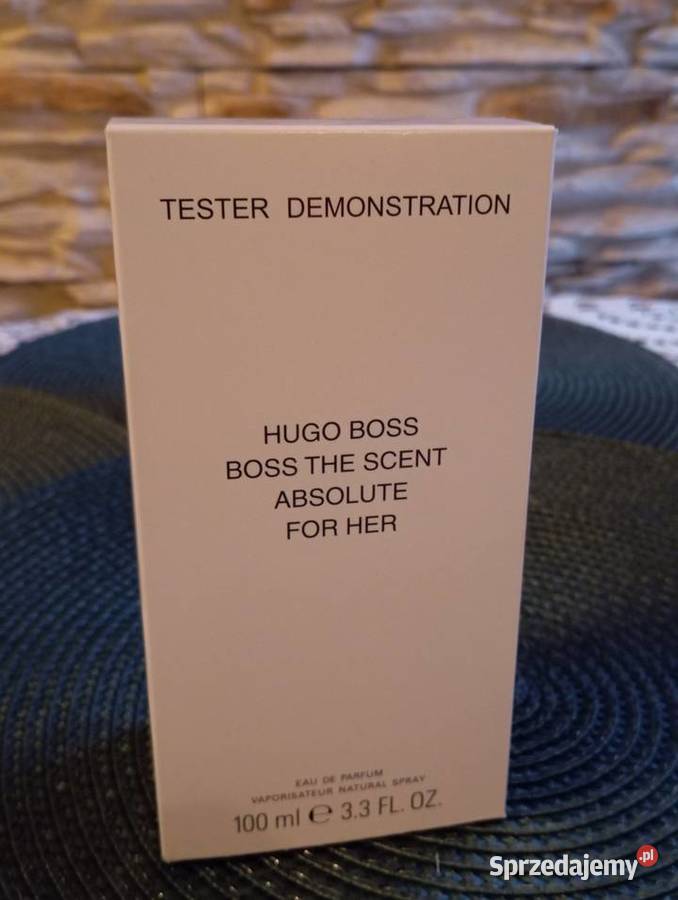 TESTER DEMONSTRATION
HUGO BOSS
BOSS THE SCENT
ABSOLUTE
FOR HER
EAU DE PARFUM
VAPORISATEUR NATURAL SPRAY
100 ml ℮ 3.3 FL. OZ.
Sprzedajemy.pl